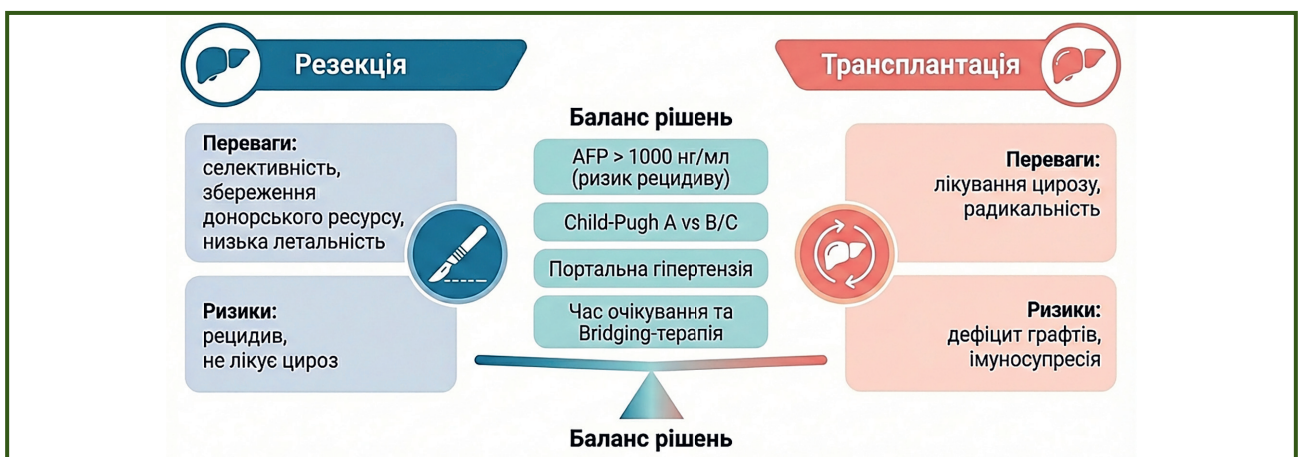 Резекція
Переваги:
селективність,
збереження
донорського ресурсу,
низька летальність
Ризики:
рецидив,
не лікує цироз
Баланс рішень
AFP > 1000 нг/мл
(ризик рецидиву)
Child-Pugh A vs B/C
Портальна гіпертензія
Час очікування та
Bridging-терапія
Баланс рішень
Трансплантація
Переваги:
лікування цирозу,
радикальність
Ризики:
дефіцит графтів,
імуносупресія